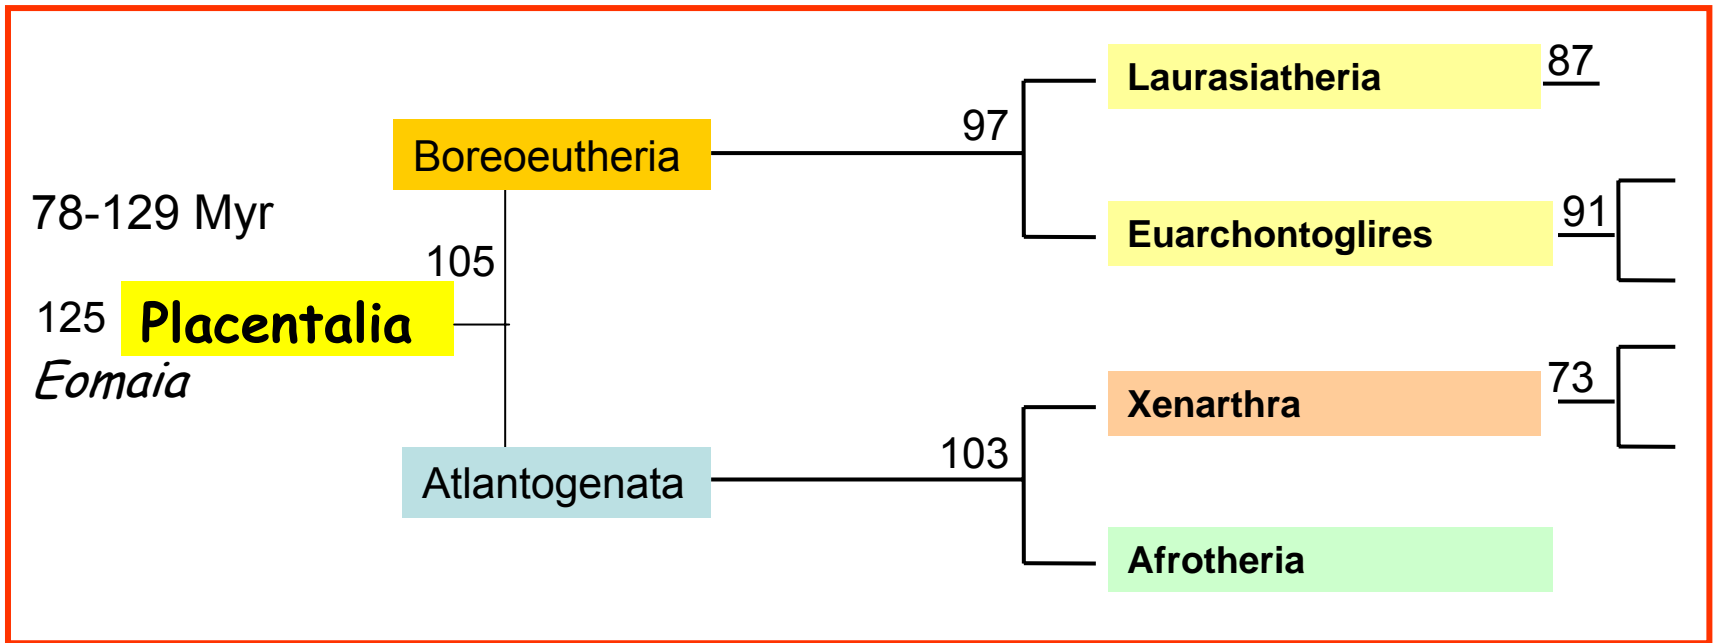 78-129 Myr
125
Placentalia
Eomaia
105
Boreoeutheria
97
Laurasiatheria
87
Euarchontoglires
91
Atlantogenata
103
Xenarthra
73
Afrotheria